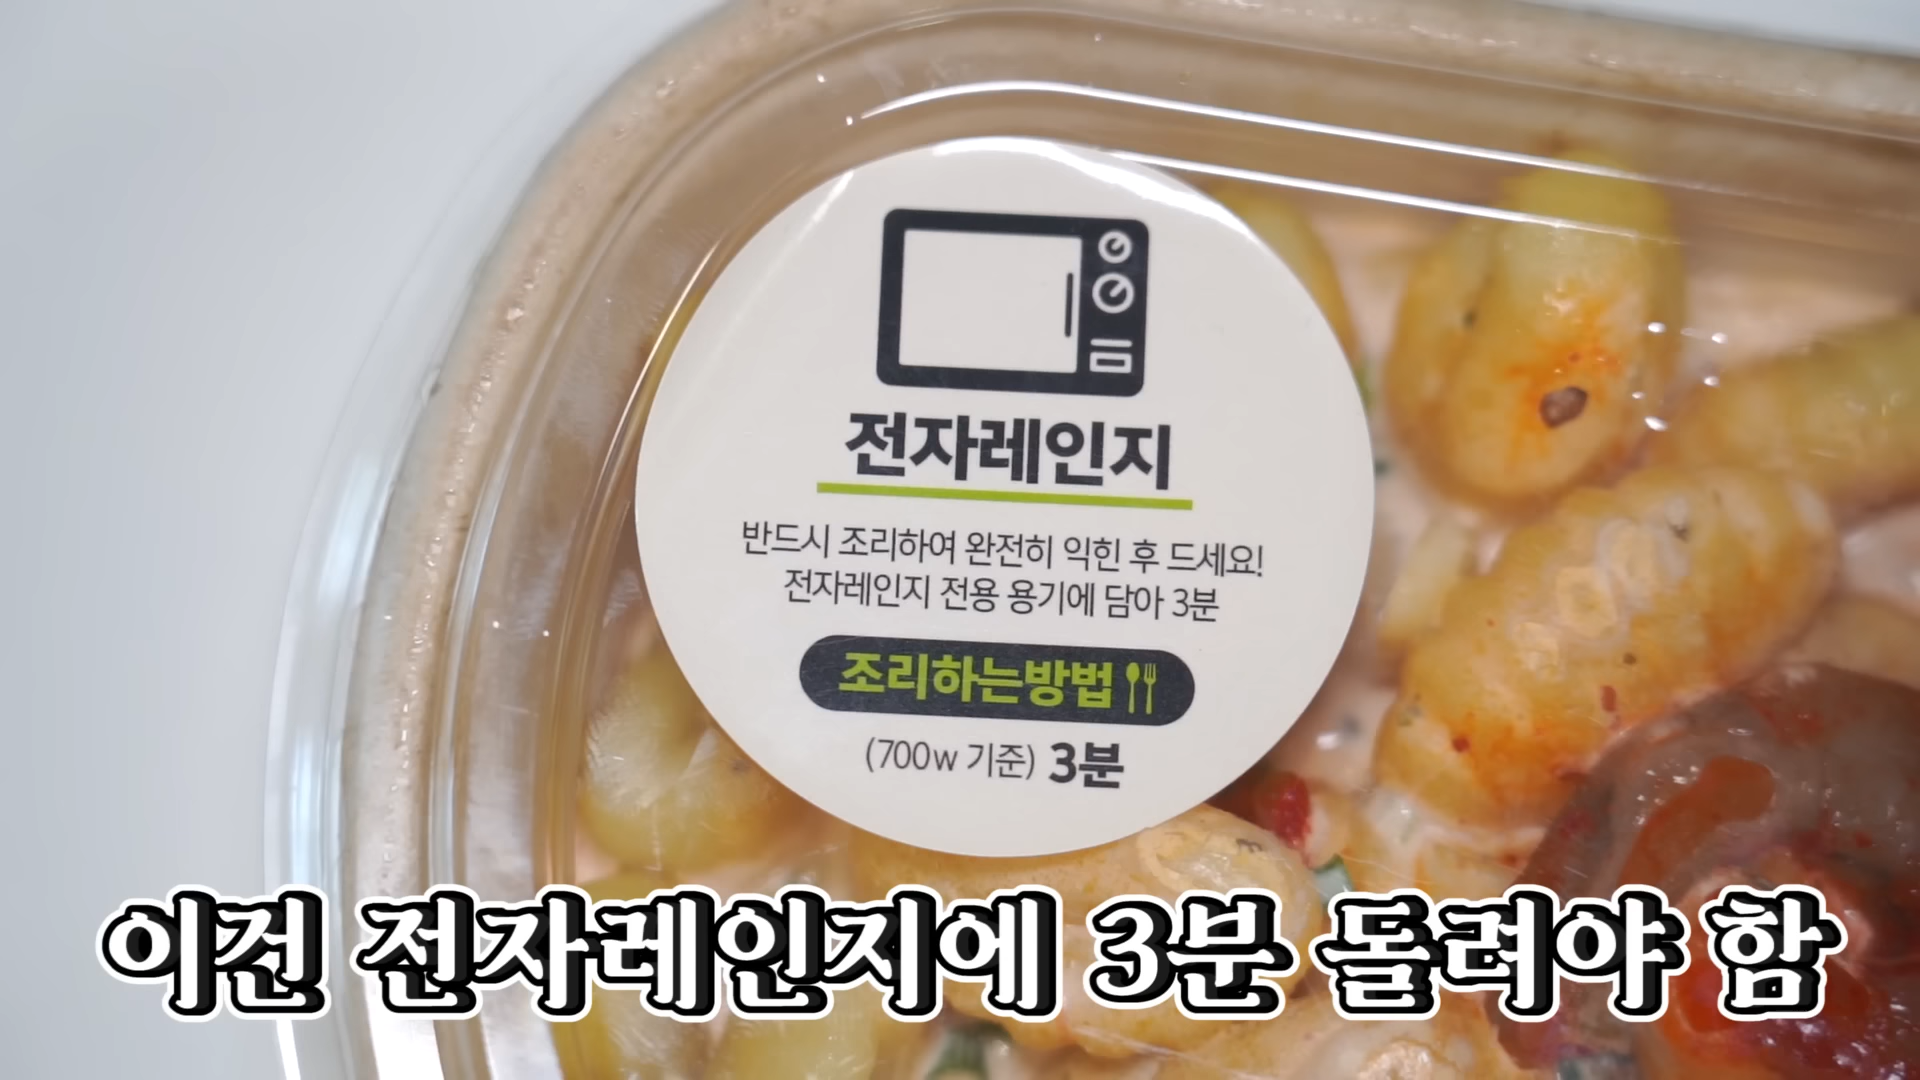 전자레인지
반드시 조리하여 완전히 익힌 후 드세요!
전자레인지 전용 용기에 담아 3분
조리하는방법
(700w 기준) 3분
이건 전자레인지에 3분 돌려야 함